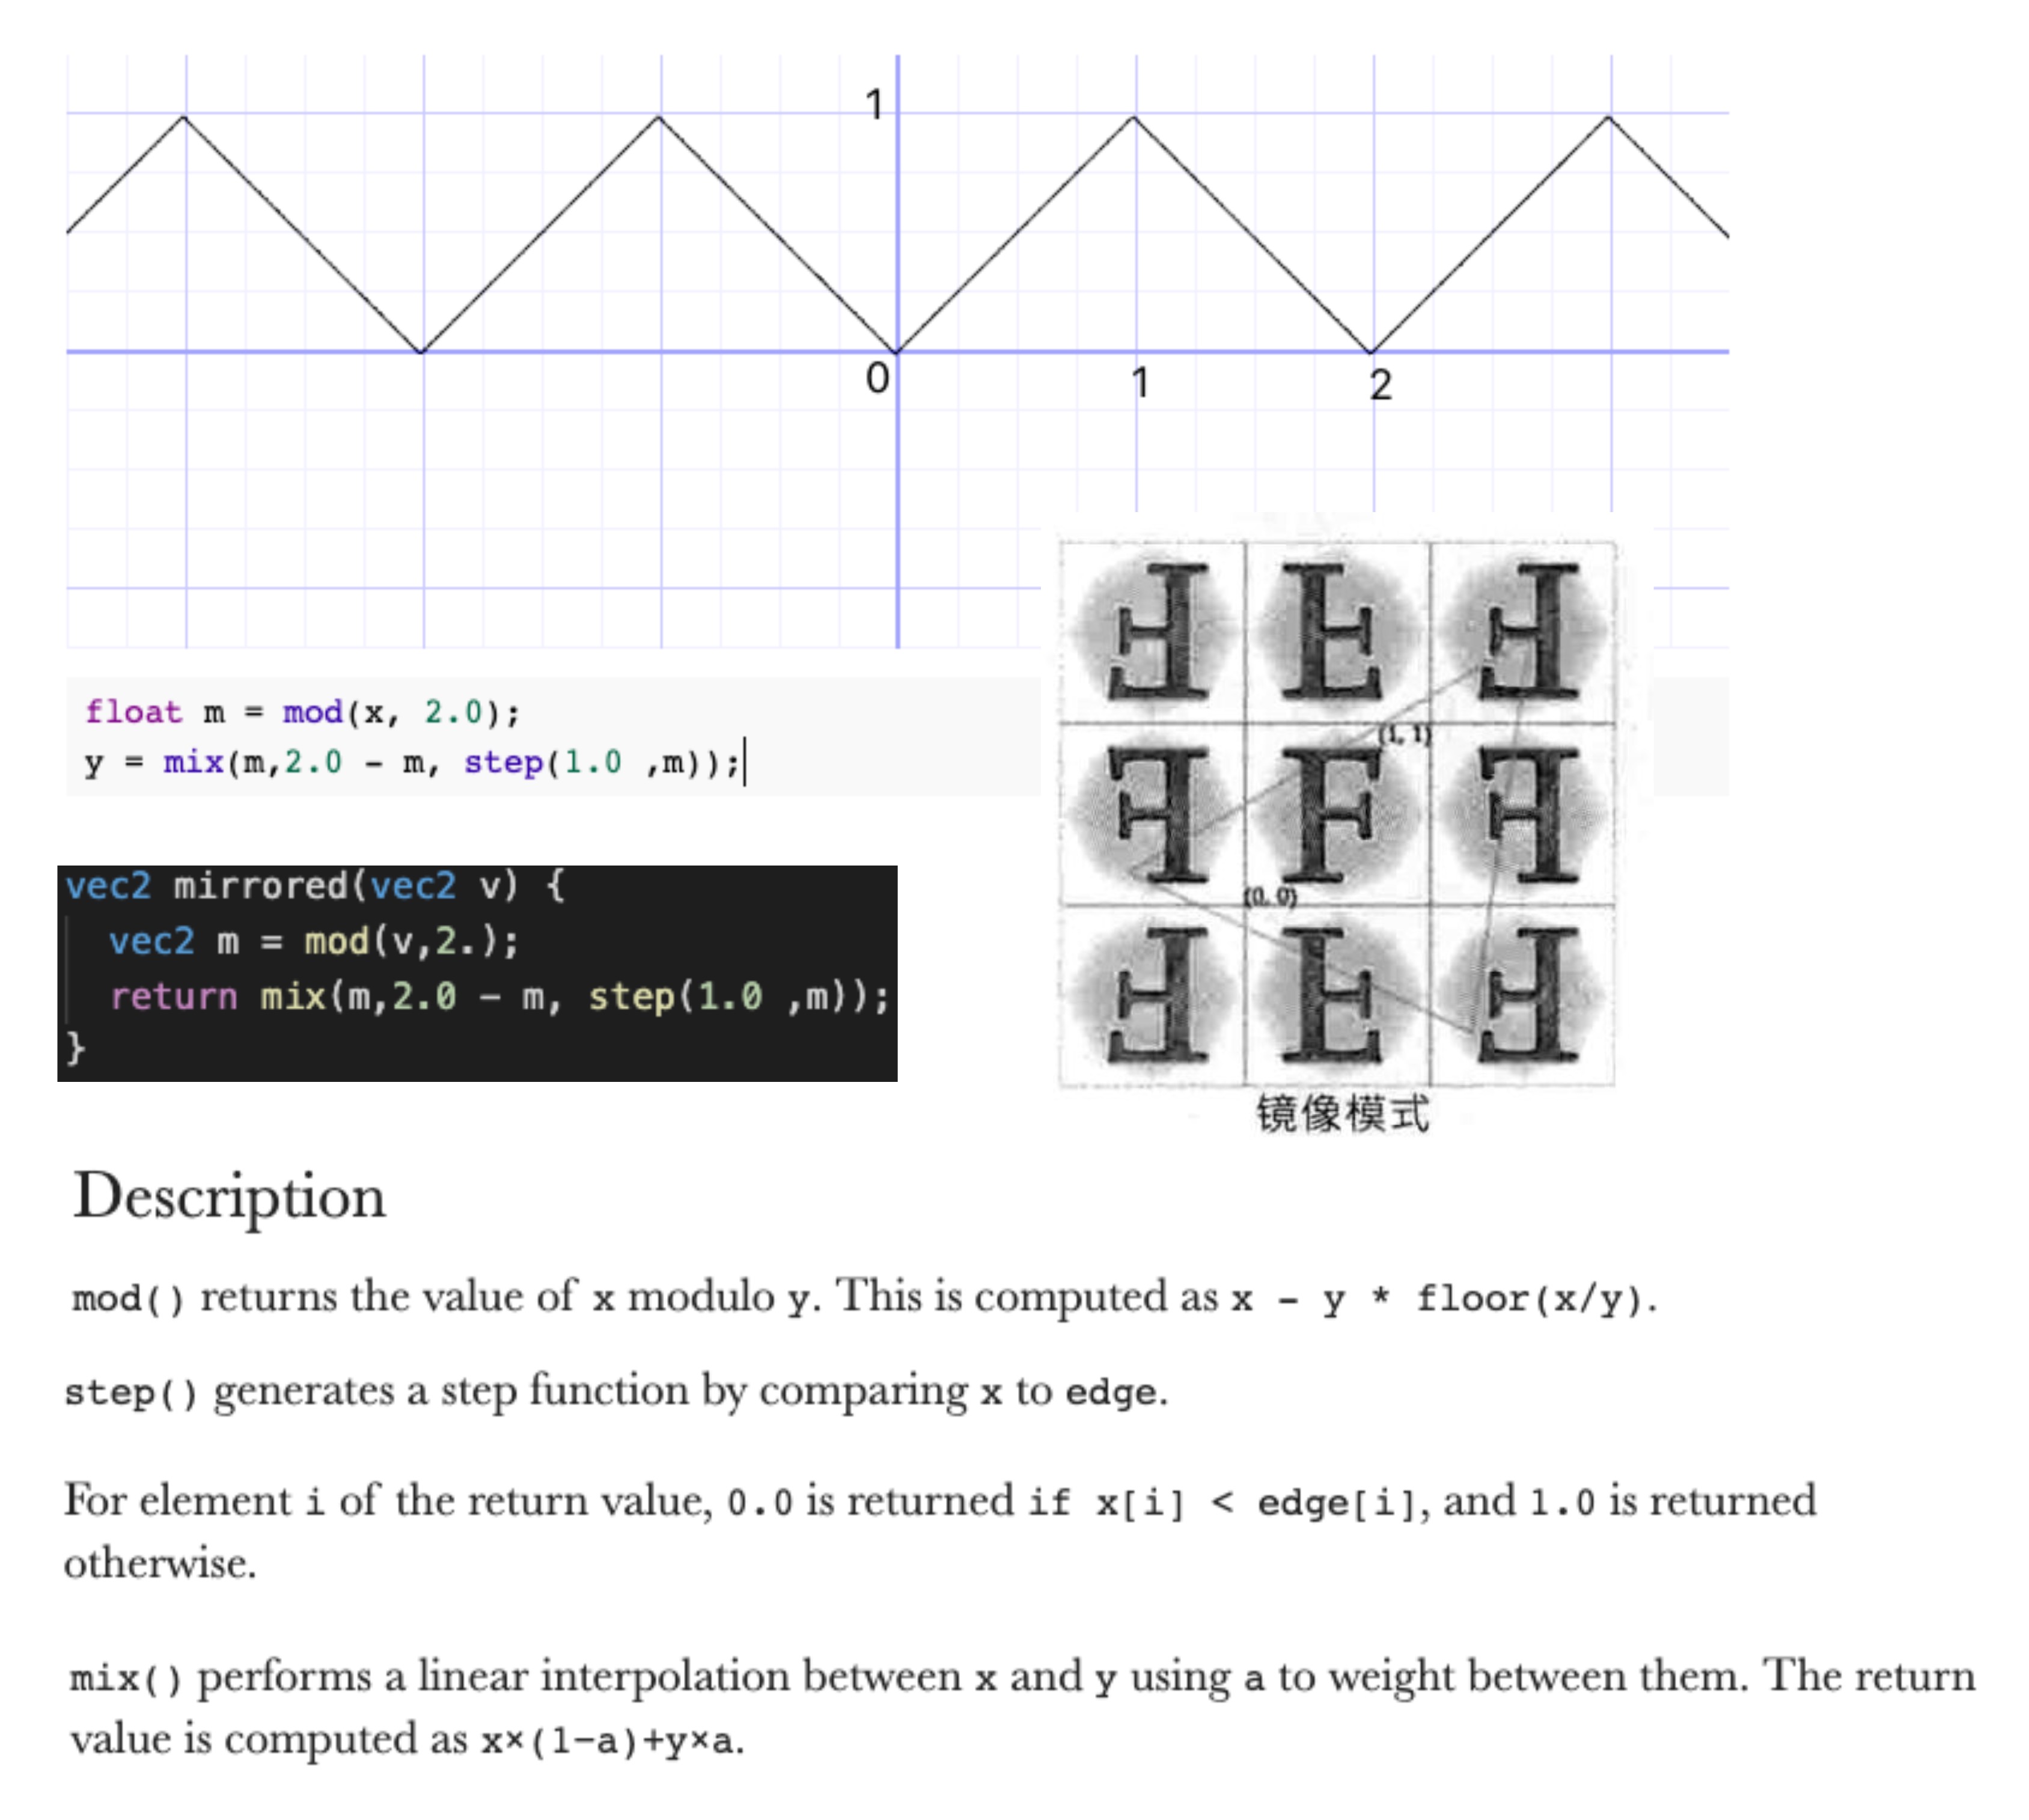 1
0
1
2
float m = mod(x, 2.0);
y = mix(m,2.0 - m, step(1.0 ,m));
(1, 1)
F
(0, 0)
镜像模式
vec2 mirrored(vec2 v) {
vec2 m = mod(v,2.);
return mix(m,2.0 - m, step(1.0 ,m));
}
Description
mod() returns the value of x modulo y. This is computed as x - y * floor(x/y).
step() generates a step function by comparing x to edge.
For element i of the return value, 0.0 is returned if x[i] < edge[i], and 1.0 is returned
otherwise.
mix() performs a linear interpolation between x and y using a to weight between them. The return
value is computed as x×(1-a)+y×a.